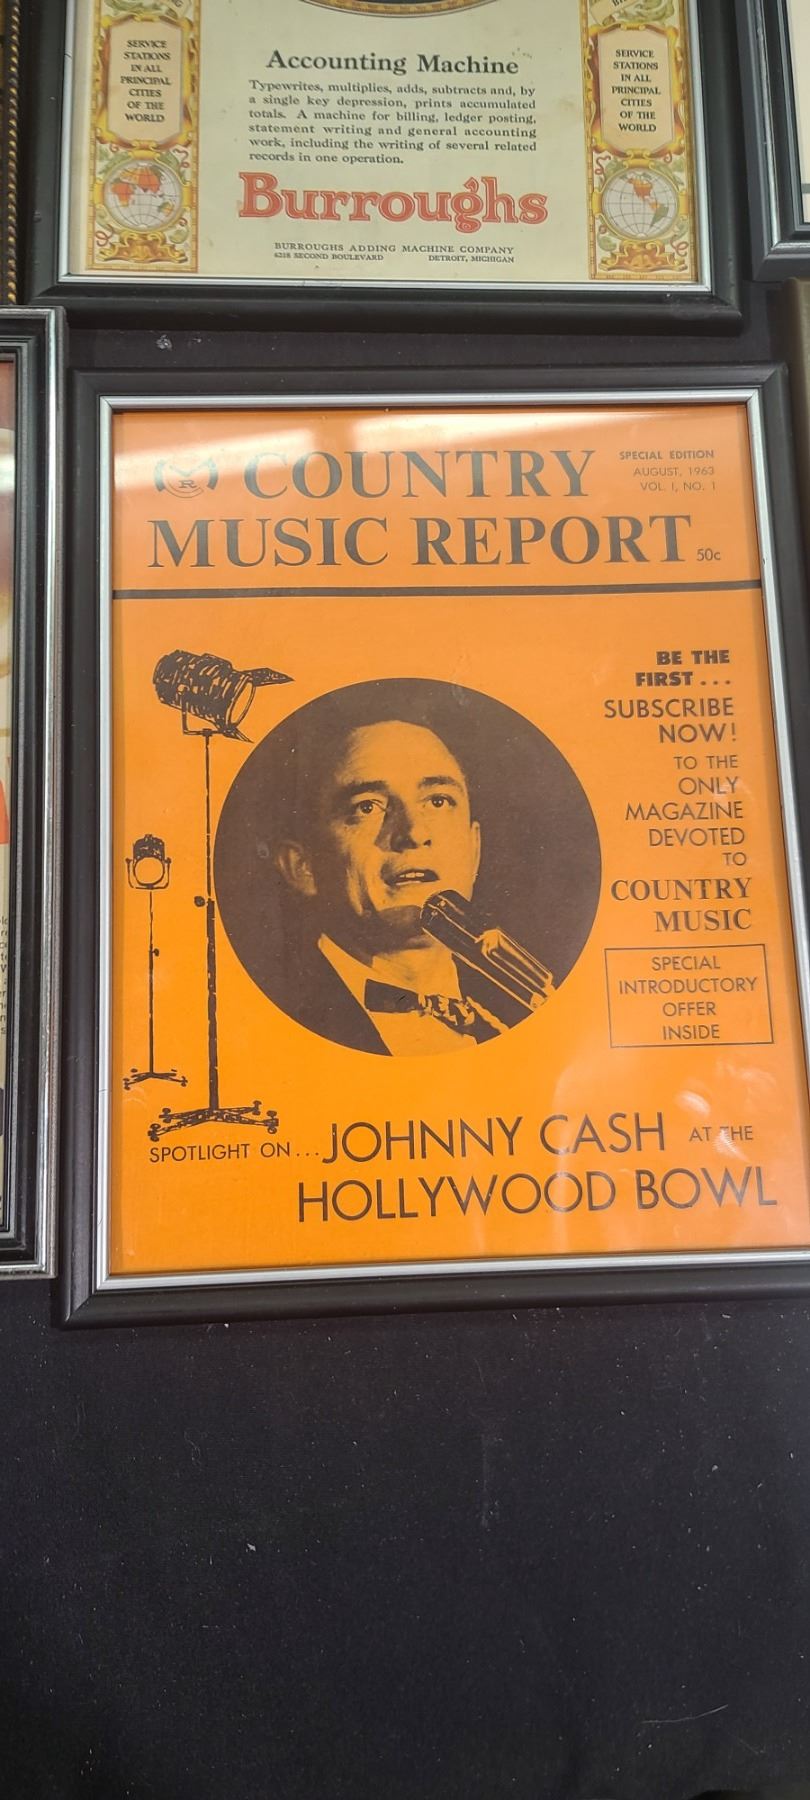 SERVICE
STATIONS
IN ALL
PRINCIPAL
CITIES
OF THE
WORLD
Accounting Machine
Typewrites, multiplies, adds, subtracts and, by
a single key depression, prints accumulated
totals. A machine for billing, ledger posting,
statement writing and general accounting
work, including the writing of several related
records in one operation.
Burroughs
BURROUGHS ADDING MACHINE COMPANY
6218 SECOND BOULEVARD DETROIT, MICHIGAN
SERVICE
STATIONS
IN ALL
PRINCIPAL
CITIES
OF THE
WORLD
COUNTRY
MUSIC REPORT
SPECIAL EDITION
AUGUST, 1963
VOL. I, NO. 1
50c
BE THE
FIRST...
SUBSCRIBE
NOW!
TO THE
ONLY
MAGAZINE
DEVOTED
TO
COUNTRY
MUSIC
SPECIAL
INTRODUCTORY
OFFER
INSIDE
SPOTLIGHT ON...JOHNNY CASH AT THE
HOLLYWOOD BOWL